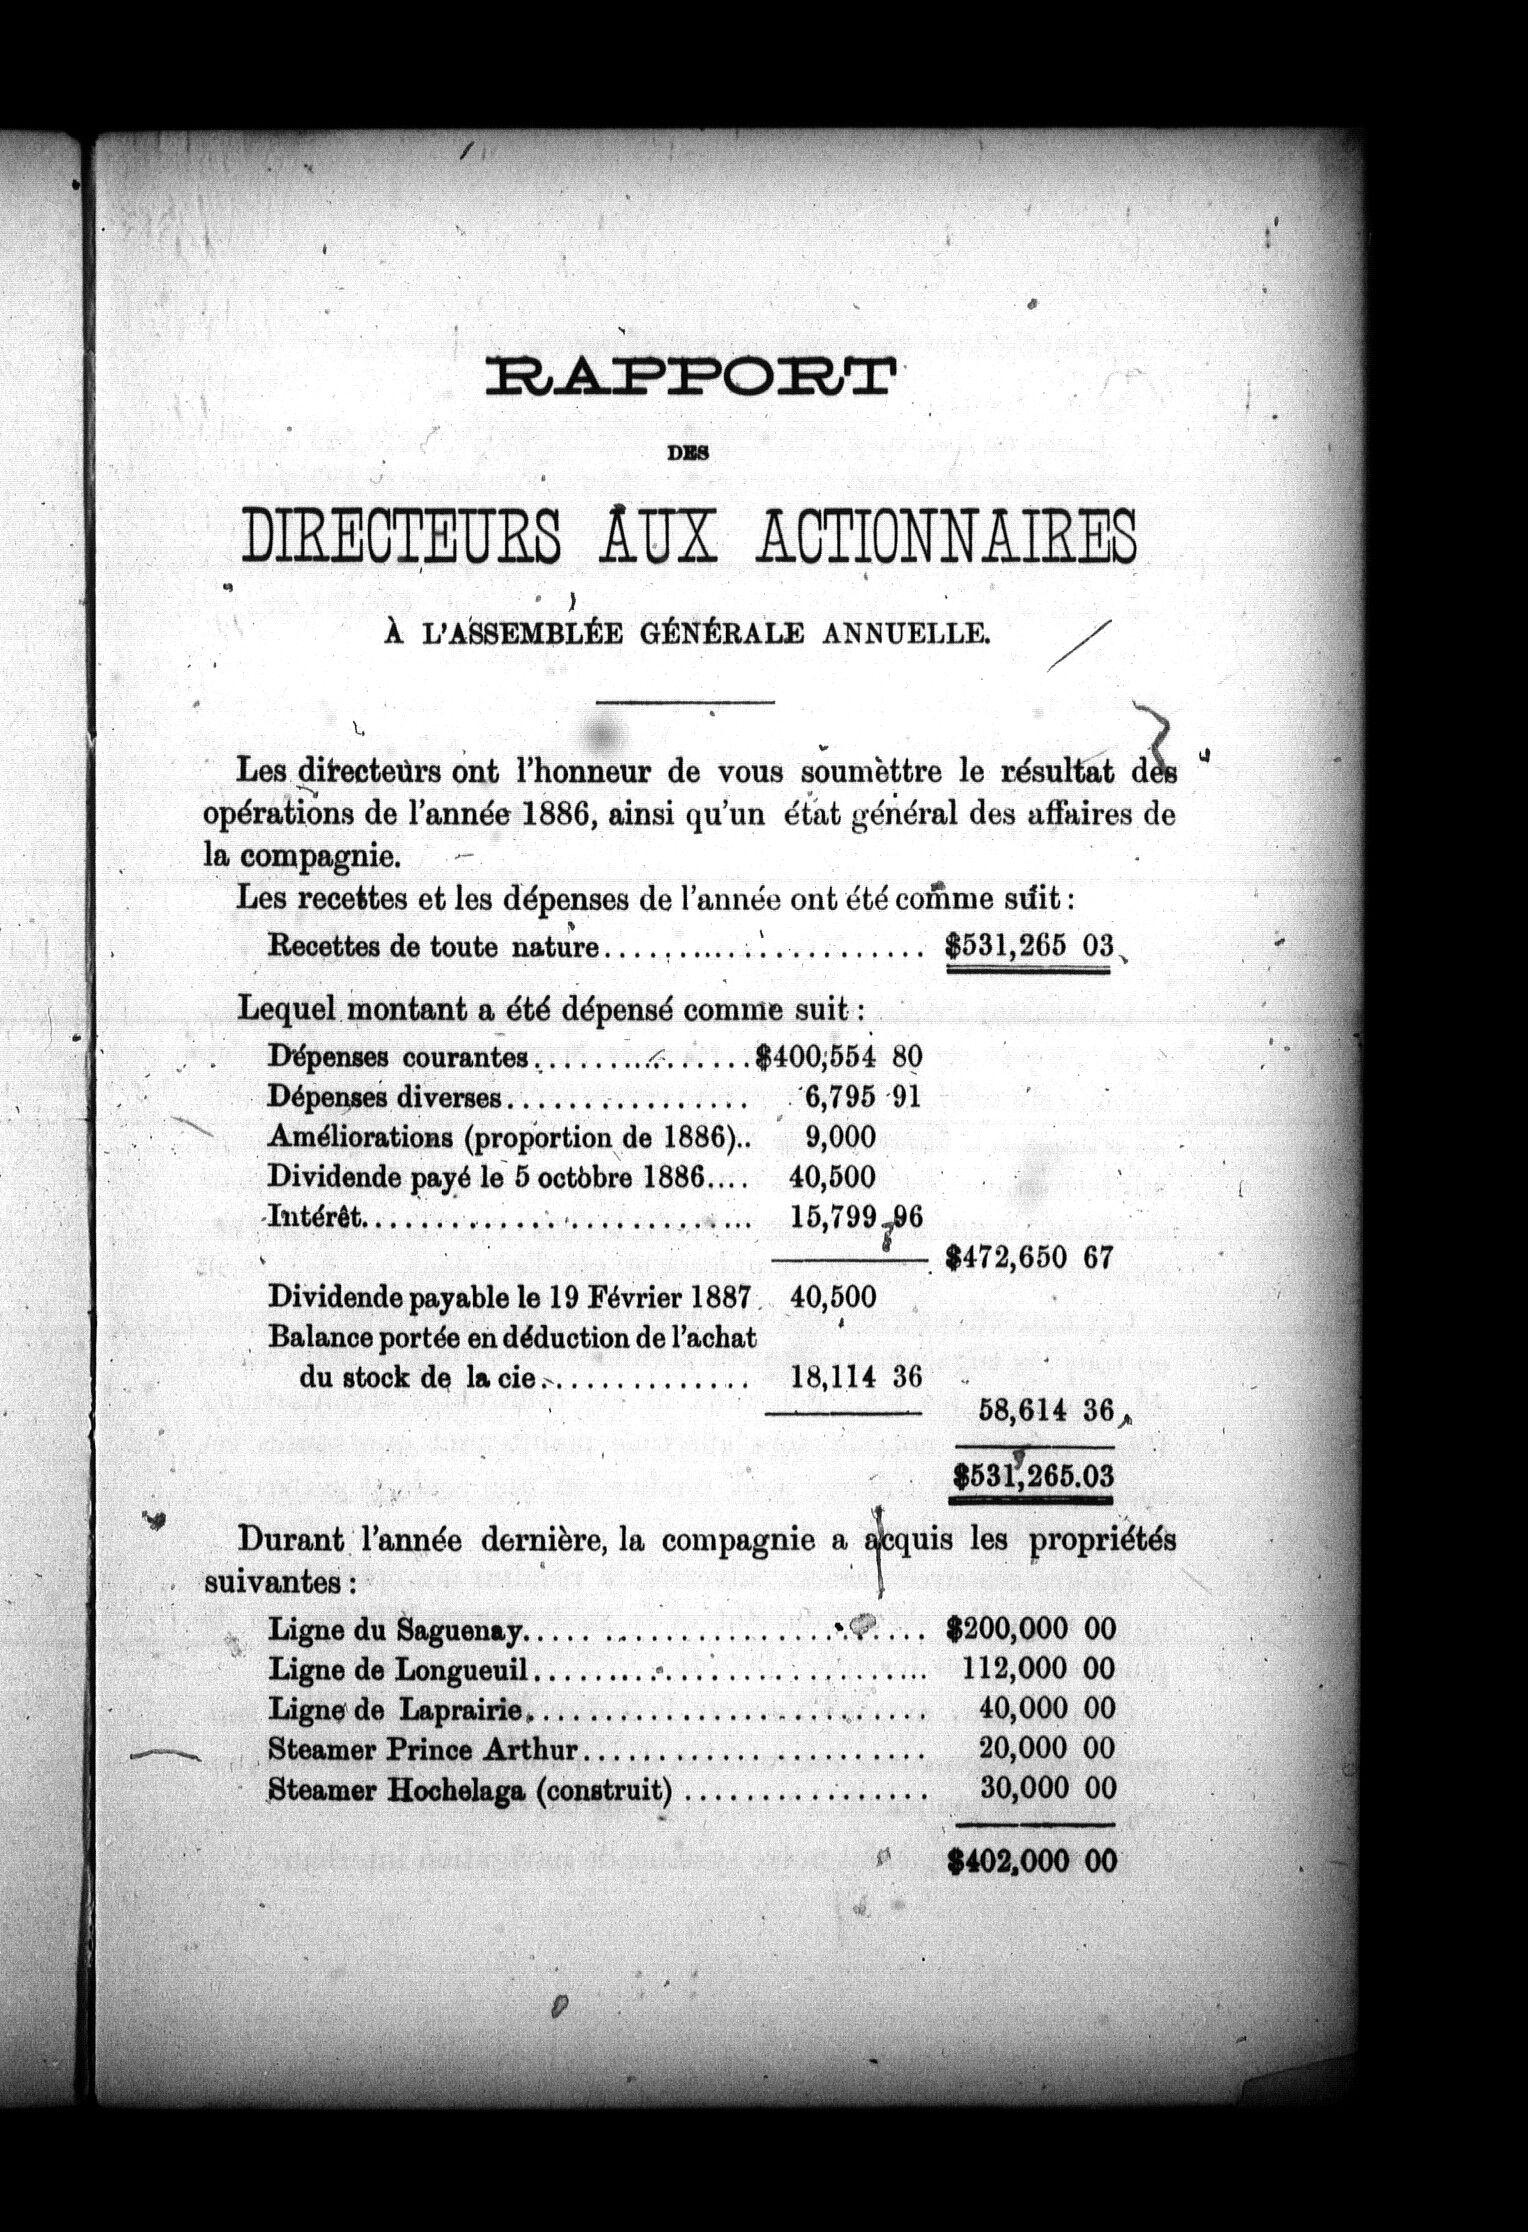 RAPPORT
DES
DIRECTEURS AUX ACTIONNAIRES
À L'ASSEMBLÉE GÉNÉRALE ANNUELLE.
Les directeurs ont l'honneur de vous soumettre le résultat des
opérations de l'année 1886, ainsi qu'un état général des affaires de
la compagnie.
Les recettes et les dépenses de l'année ont été comme suit :
Recettes de toute nature...................... $531,265 03
Lequel montant a été dépensé comme suit :
Dépenses courantes............... $400,554 80
Dépenses diverses................ 6,795 91
Améliorations (proportion de 1886).. 9,000
Dividende payé le 5 octobre 1886.... 40,500
Intérêt.......................... 15,799 96
$472,650 67
Dividende payable le 19 Février 1887 40,500
Balance portée en déduction de l'achat
du stock de la cie.............. 18,114 36
58,614 36
$531,265.03
Durant l'année dernière, la compagnie a acquis les propriétés
suivantes :
Ligne du Saguenay.......................... $200,000 00
Ligne de Longueuil.......................... 112,000 00
Ligne de Laprairie.......................... 40,000 00
Steamer Prince Arthur...................... 20,000 00
Steamer Hochelaga (construit) ................ 30,000 00
$402,000 00